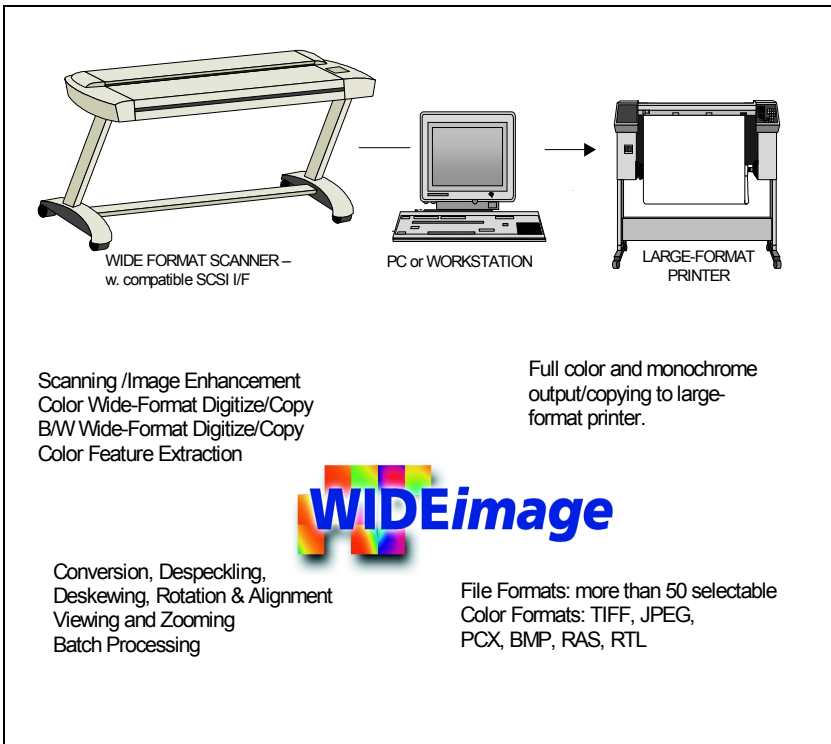 WIDE FORMAT SCANNER –
w. compatible SCSI I/F
PC or WORKSTATION
LARGE-FORMAT
PRINTER
Scanning /Image Enhancement
Color Wide-Format Digitize/Copy
B/W Wide-Format Digitize/Copy
Color Feature Extraction
Full color and monochrome
output/copying to large-
format printer.
WIDEimage
Conversion, Despeckling,
Deskewing, Rotation & Alignment
Viewing and Zooming
Batch Processing
File Formats: more than 50 selectable
Color Formats: TIFF, JPEG,
PCX, BMP, RAS, RTL